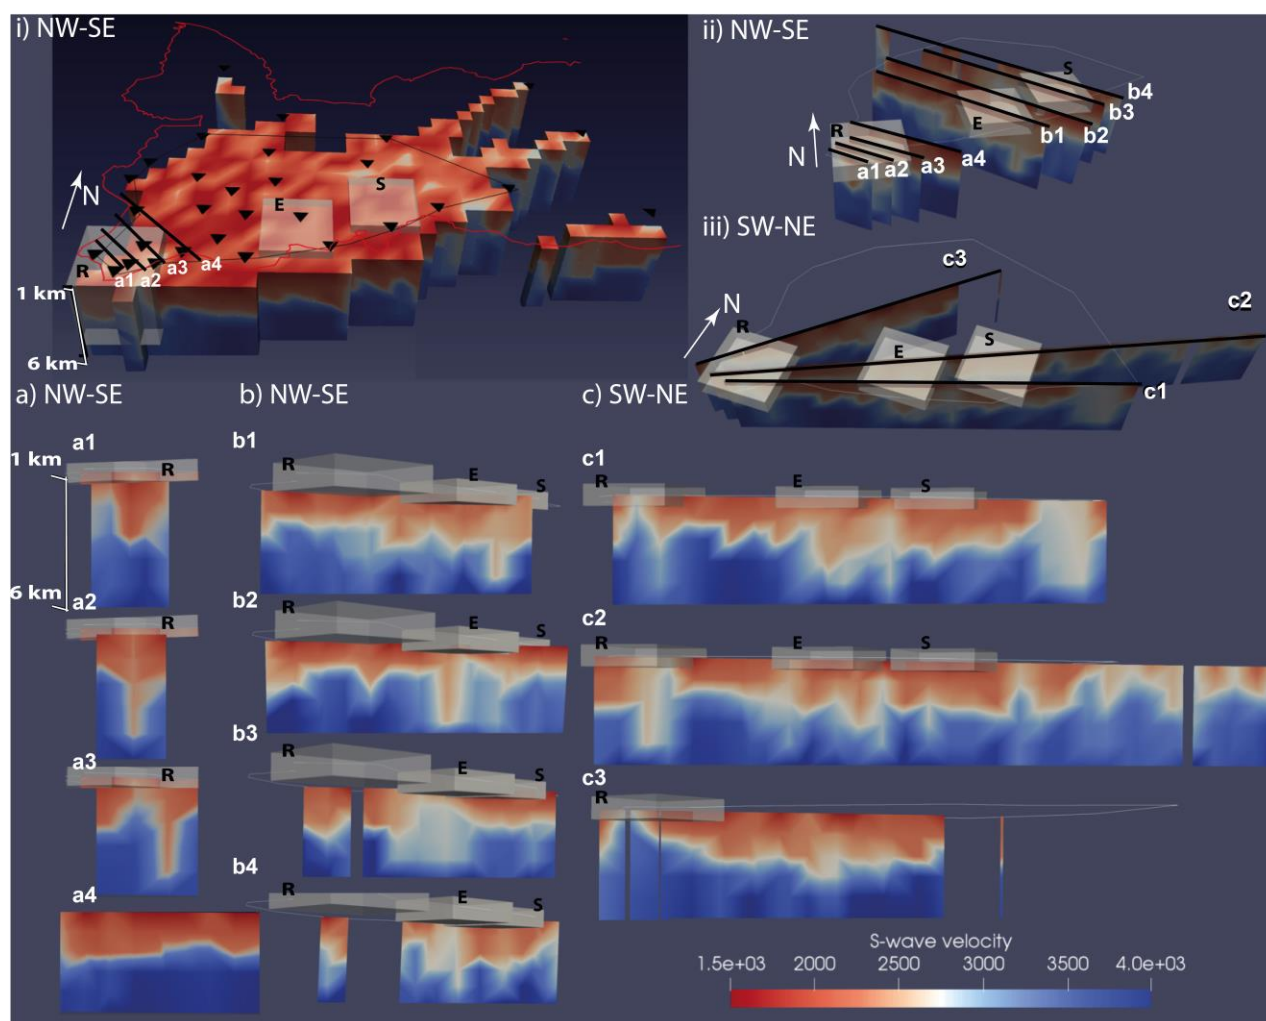 i) NW-SE
N
E
S
R
a1
a2
a3
a4
1 km
6 km
ii) NW-SE
S
b4
b3
R
E
b1
b2
N
a1
a2
a3
a4
iii) SW-NE
c3
N
c2
R
S
E
c1
a) NW-SE
b) NW-SE
c) SW-NE
a1
1 km
R
6 km
a2
R
a3
R
a4
b1
R
E
S
b2
R
E
S
b3
R
E
S
b4
R
E
S
c1
R
E
S
c2
R
E
S
c3
R
S-wave velocity
1.5e+03 2000 2500 3000 3500 4.0e+03